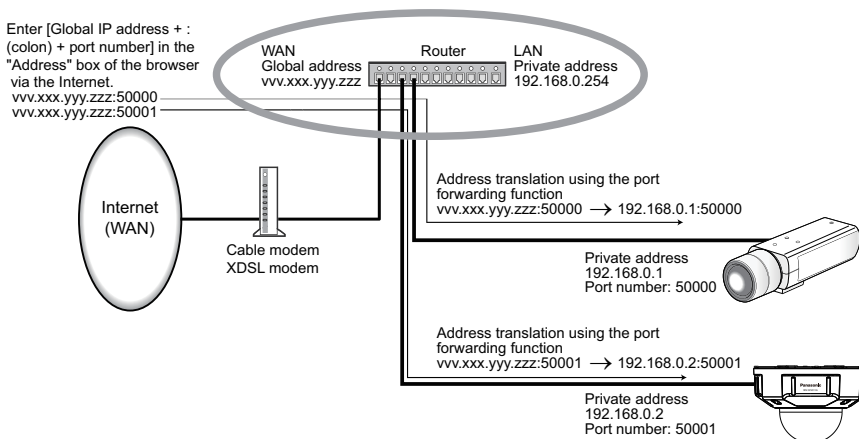 Enter [Global IP address + :
(colon) + port number] in the
"Address" box of the browser
via the Internet.
vvv.xxx.yyy.zzz:50000
vvv.xxx.yyy.zzz:50001
WAN
Global address
vvv.xxx.yyy.zzz
Router
LAN
Private address
192.168.0.254
Internet
(WAN)
Cable modem
XDSL modem
Address translation using the port
forwarding function
vvv.xxx.yyy.zzz:50000 → 192.168.0.1:50000
Private address
192.168.0.1
Port number: 50000
Address translation using the port
forwarding function
vvv.xxx.yyy.zzz:50001 → 192.168.0.2:50001
Private address
192.168.0.2
Port number: 50001
Panasonic